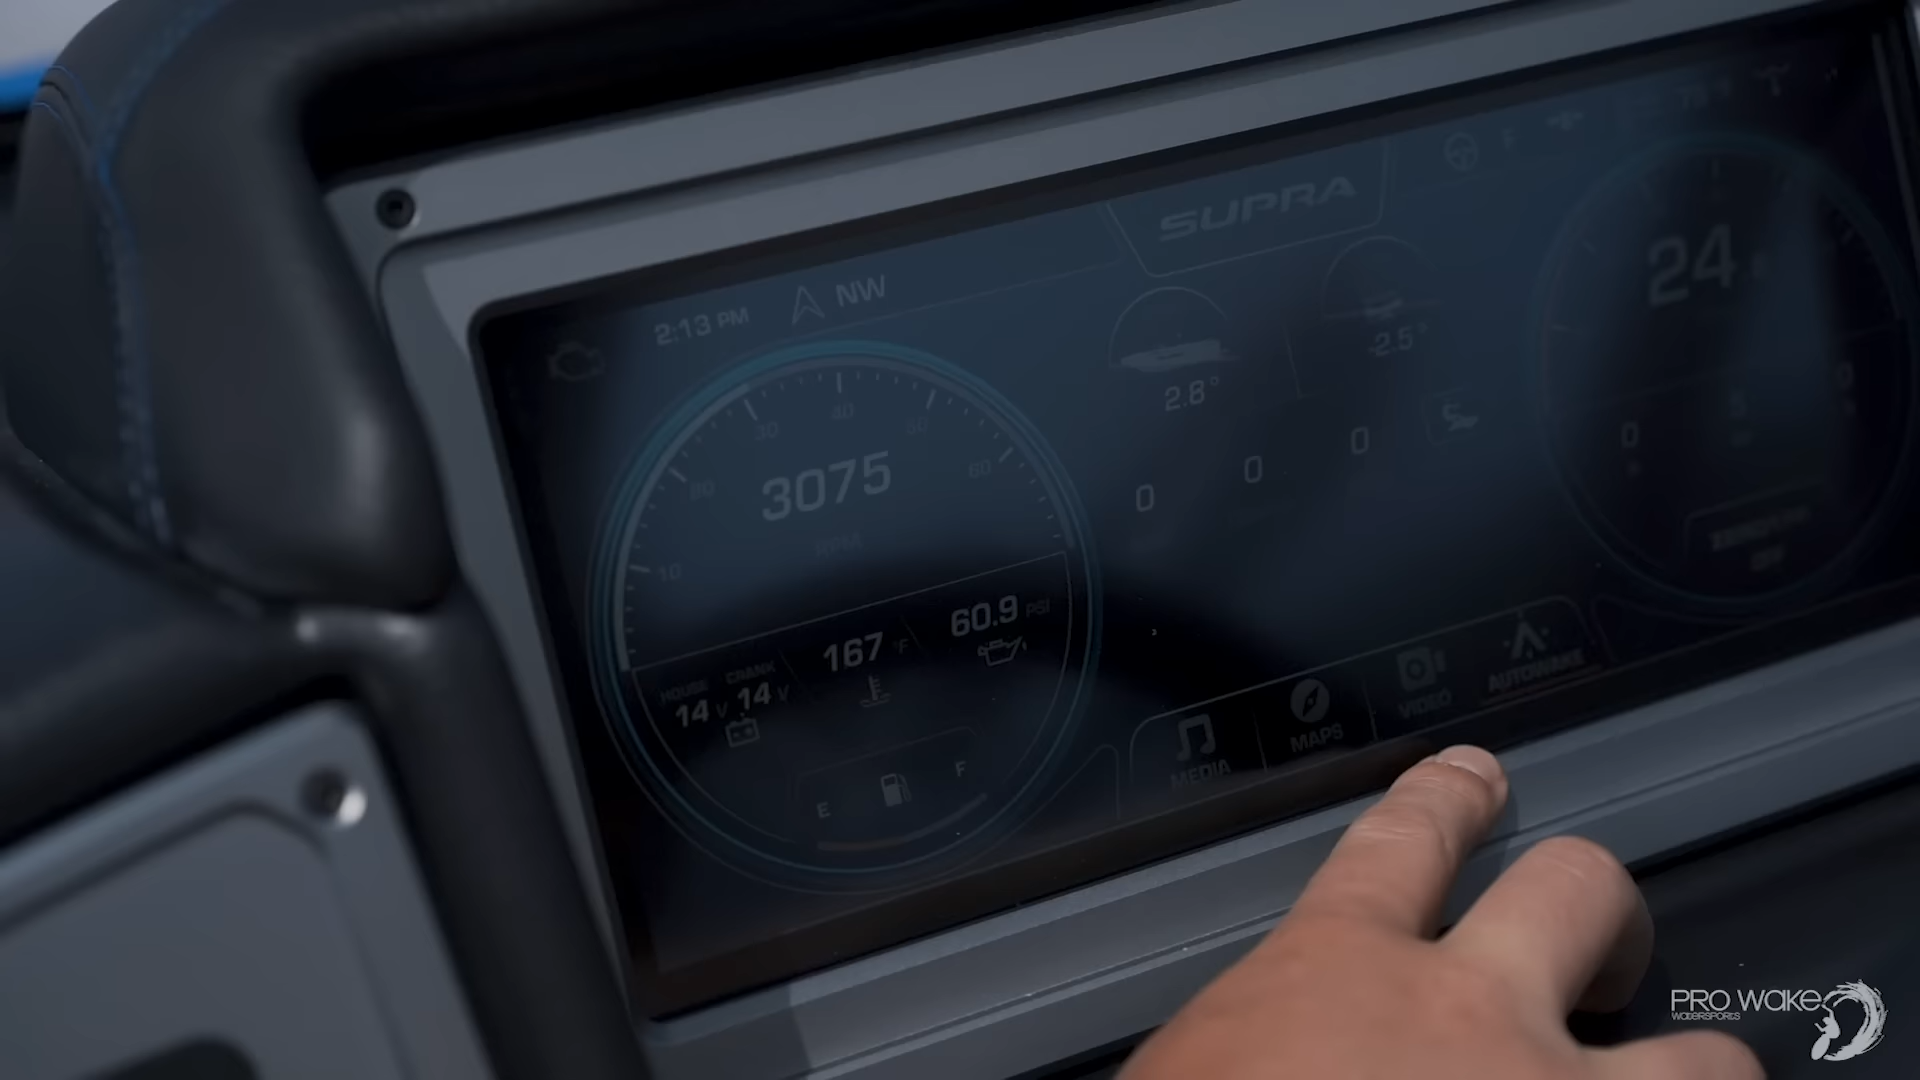 SUPRA
2:13 PM NW
24
2.8°
-2.5°
10
20
30
40
50
60
3075
RPM
0
0
0
0
0
HOUSE CRANK
14 V 14 V
167 °F
60.9 PSI
E F
MEDIA
MAPS
VIDEO
AUTOWAKE
PRO WAKE
WATERSPORTS